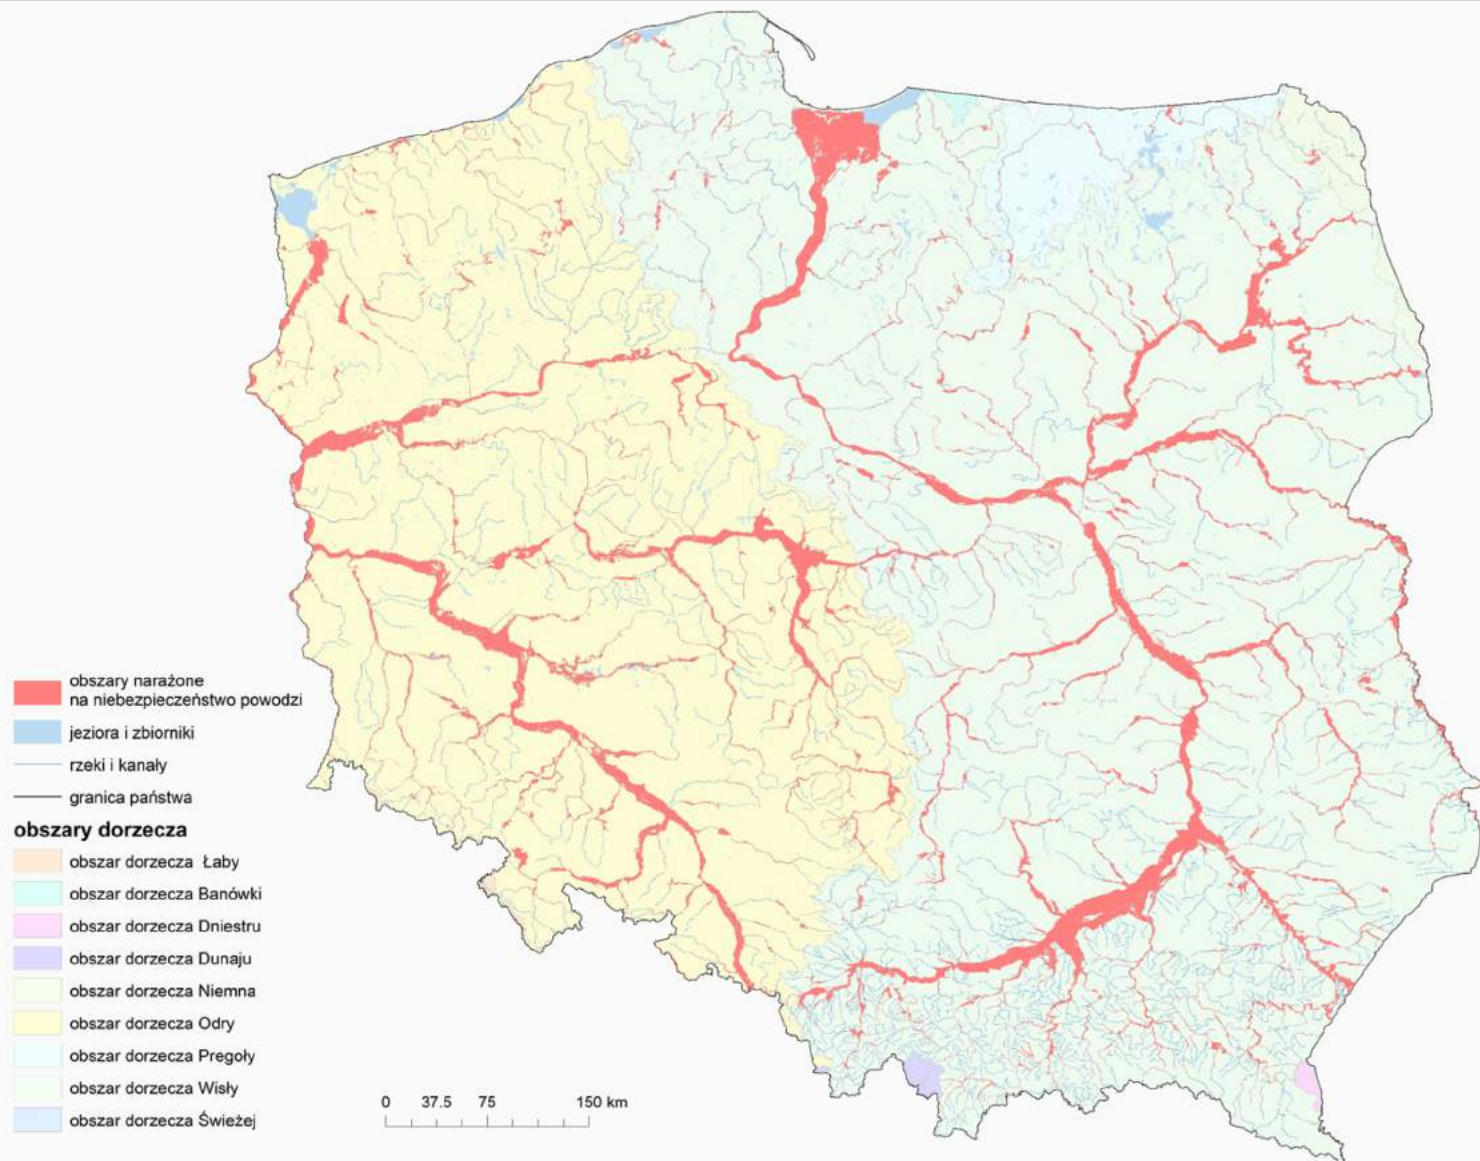 obszary narażone
na niebezpieczeństwo powodzi
jeziora i zbiorniki
rzeki i kanały
granica państwa
obszary dorzecza
obszar dorzecza Łaby
obszar dorzecza Banówki
obszar dorzecza Dniestru
obszar dorzecza Dunaju
obszar dorzecza Niemna
obszar dorzecza Odry
obszar dorzecza Pregoły
obszar dorzecza Wisły
obszar dorzecza Świeżej
0 37.5 75 150 km